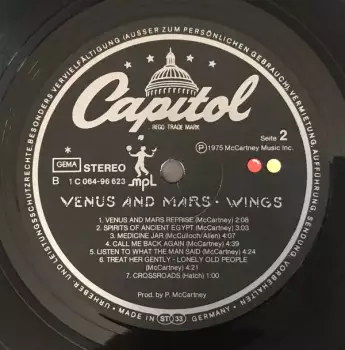 URHEBER- UND LEISTUNGSSCHUTZRECHTE, BESONDERS VERVIELFÄLTIGUNG (AUSSER ZUM PERSÖNLICHEN GEBRAUCH), VERMIETUNG, AUFFÜHRUNG, SENDUNG, VORBEHALTEN!
Capitol
REGD. TRADE MARK
Seite 2
GEMA STEREO
℗ 1975 McCartney Music Inc.
B 1 C 064-96 623
MPL
VENUS AND MARS · WINGS
1. VENUS AND MARS REPRISE (McCartney) 2:08
2. SPIRITS OF ANCIENT EGYPT (McCartney) 3:03
3. MEDICINE JAR (McCulloch/Allen) 4:03
4. CALL ME BACK AGAIN (McCartney) 4:39
5. LISTEN TO WHAT THE MAN SAID (McCartney) 4:24
6. TREAT HER GENTLY - LONELY OLD PEOPLE
(McCartney) 4:21
7. CROSSROADS (Hatch) 1:00
Prod. by P. McCartney
MADE IN GERMANY
ST 33